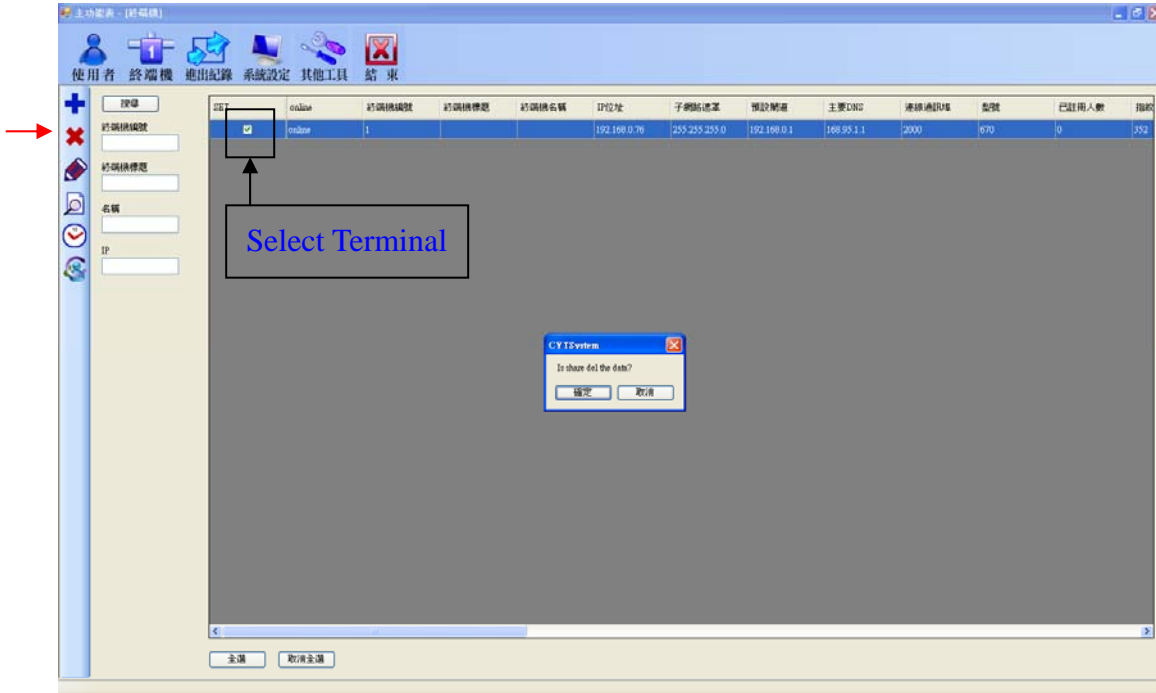 主功能表 - [終端機]
使用者 終端機 進出紀錄 系統設定 其他工具 結束
搜尋
終端機編號
終端機標題
名稱
IP
SET online 終端機編號 終端機標題 終端機名稱 IP位址 子網路遮罩 預設閘道 主要DNS 連線通訊埠 型號 已註冊人數 指紋
online 1 192.168.0.76 255.255.255.0 192.168.0.1 168.95.1.1 2000 670 0 352
Select Terminal
CYTSystem
Is share del the data?
確定 取消
全選 取消全選